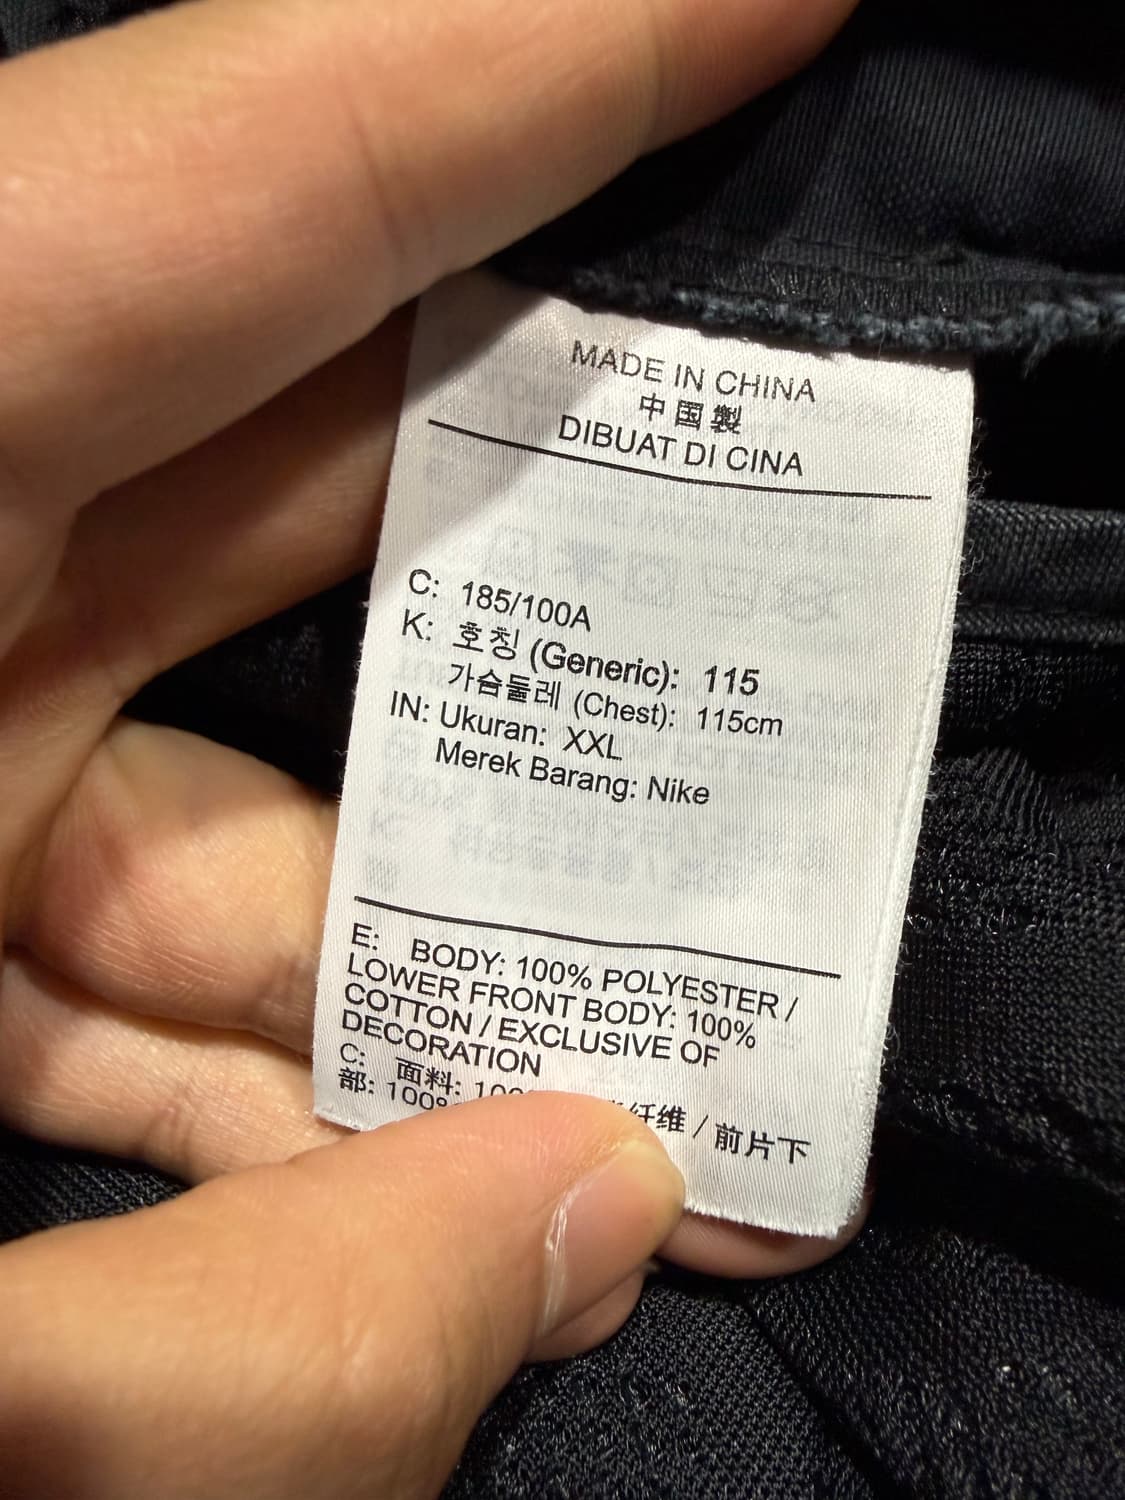 MADE IN CHINA
中国製
DIBUAT DI CINA
C: 185/100A
K: 호칭 (Generic): 115
가슴둘레 (Chest): 115cm
IN: Ukuran: XXL
Merek Barang: Nike
E: BODY: 100% POLYESTER /
LOWER FRONT BODY: 100%
COTTON / EXCLUSIVE OF
DECORATION
C: 面料: 纤维 / 前片下
部: 100%